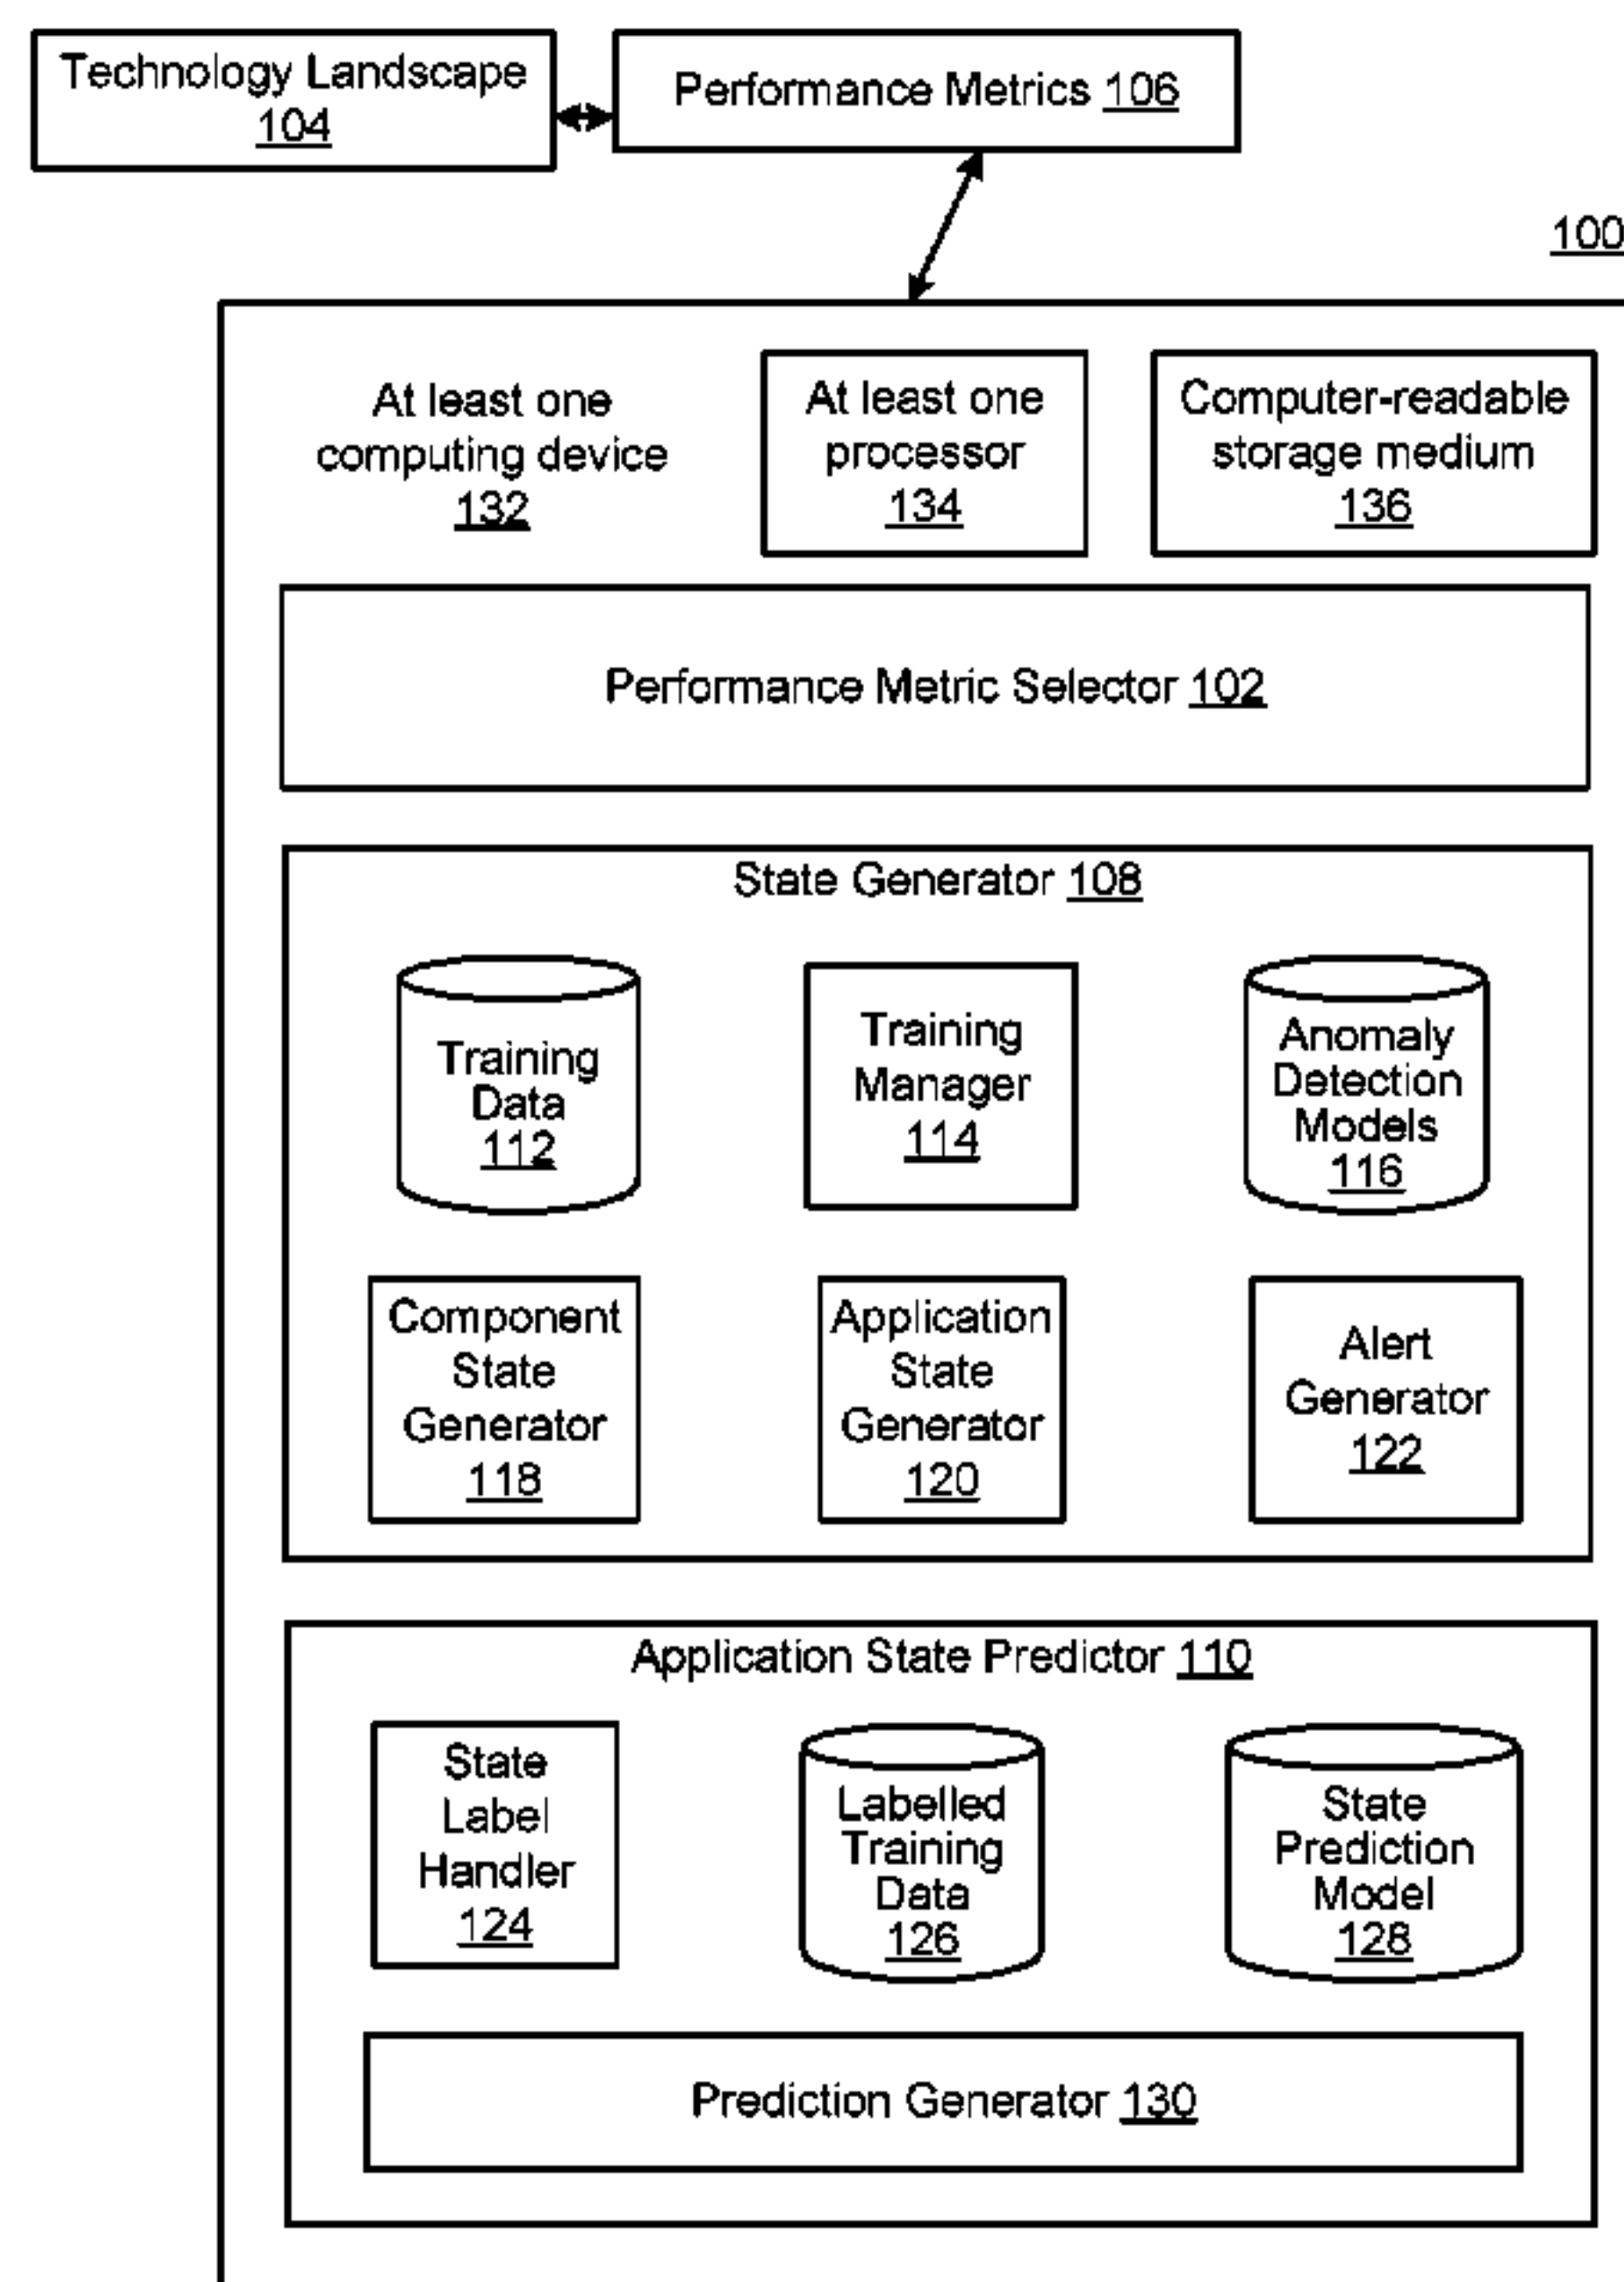 Technology Landscape
104
Performance Metrics 106
100
At least one
computing device
132
At least one
processor
134
Computer-readable
storage medium
136
Performance Metric Selector 102
State Generator 108
Training
Data
112
Training
Manager
114
Anomaly
Detection
Models
116
Component
State
Generator
118
Application
State
Generator
120
Alert
Generator
122
Application State Predictor 110
State
Label
Handler
124
Labelled
Training
Data
126
State
Prediction
Model
128
Prediction Generator 130